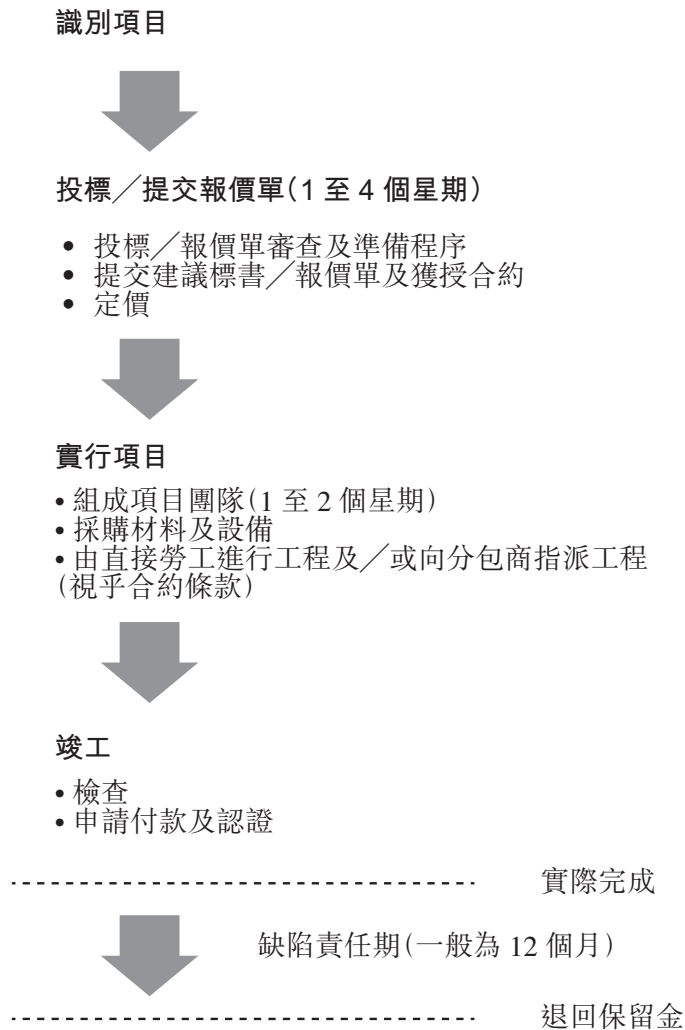 識別項目
投標╱提交報價單(1 至 4 個星期)
• 投標╱報價單審查及準備程序
• 提交建議標書╱報價單及獲授合約
• 定價
實行項目
• 組成項目團隊(1 至 2 個星期)
• 採購材料及設備
• 由直接勞工進行工程及╱或向分包商指派工程
(視乎合約條款)
竣工
• 檢查
• 申請付款及認證
實際完成
缺陷責任期(一般為 12 個月)
退回保留金